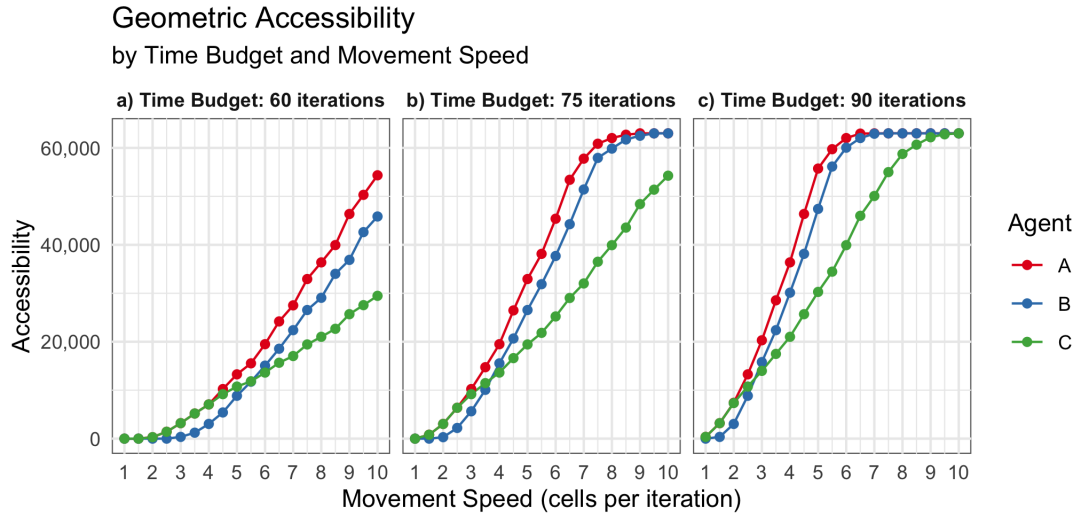 Geometric Accessibility
by Time Budget and Movement Speed
a) Time Budget: 60 iterations b) Time Budget: 75 iterations c) Time Budget: 90 iterations
60,000
40,000
20,000
0
Accessibility
1 2 3 4 5 6 7 8 9 10 1 2 3 4 5 6 7 8 9 10 1 2 3 4 5 6 7 8 9 10
Movement Speed (cells per iteration)
Agent
A
B
C